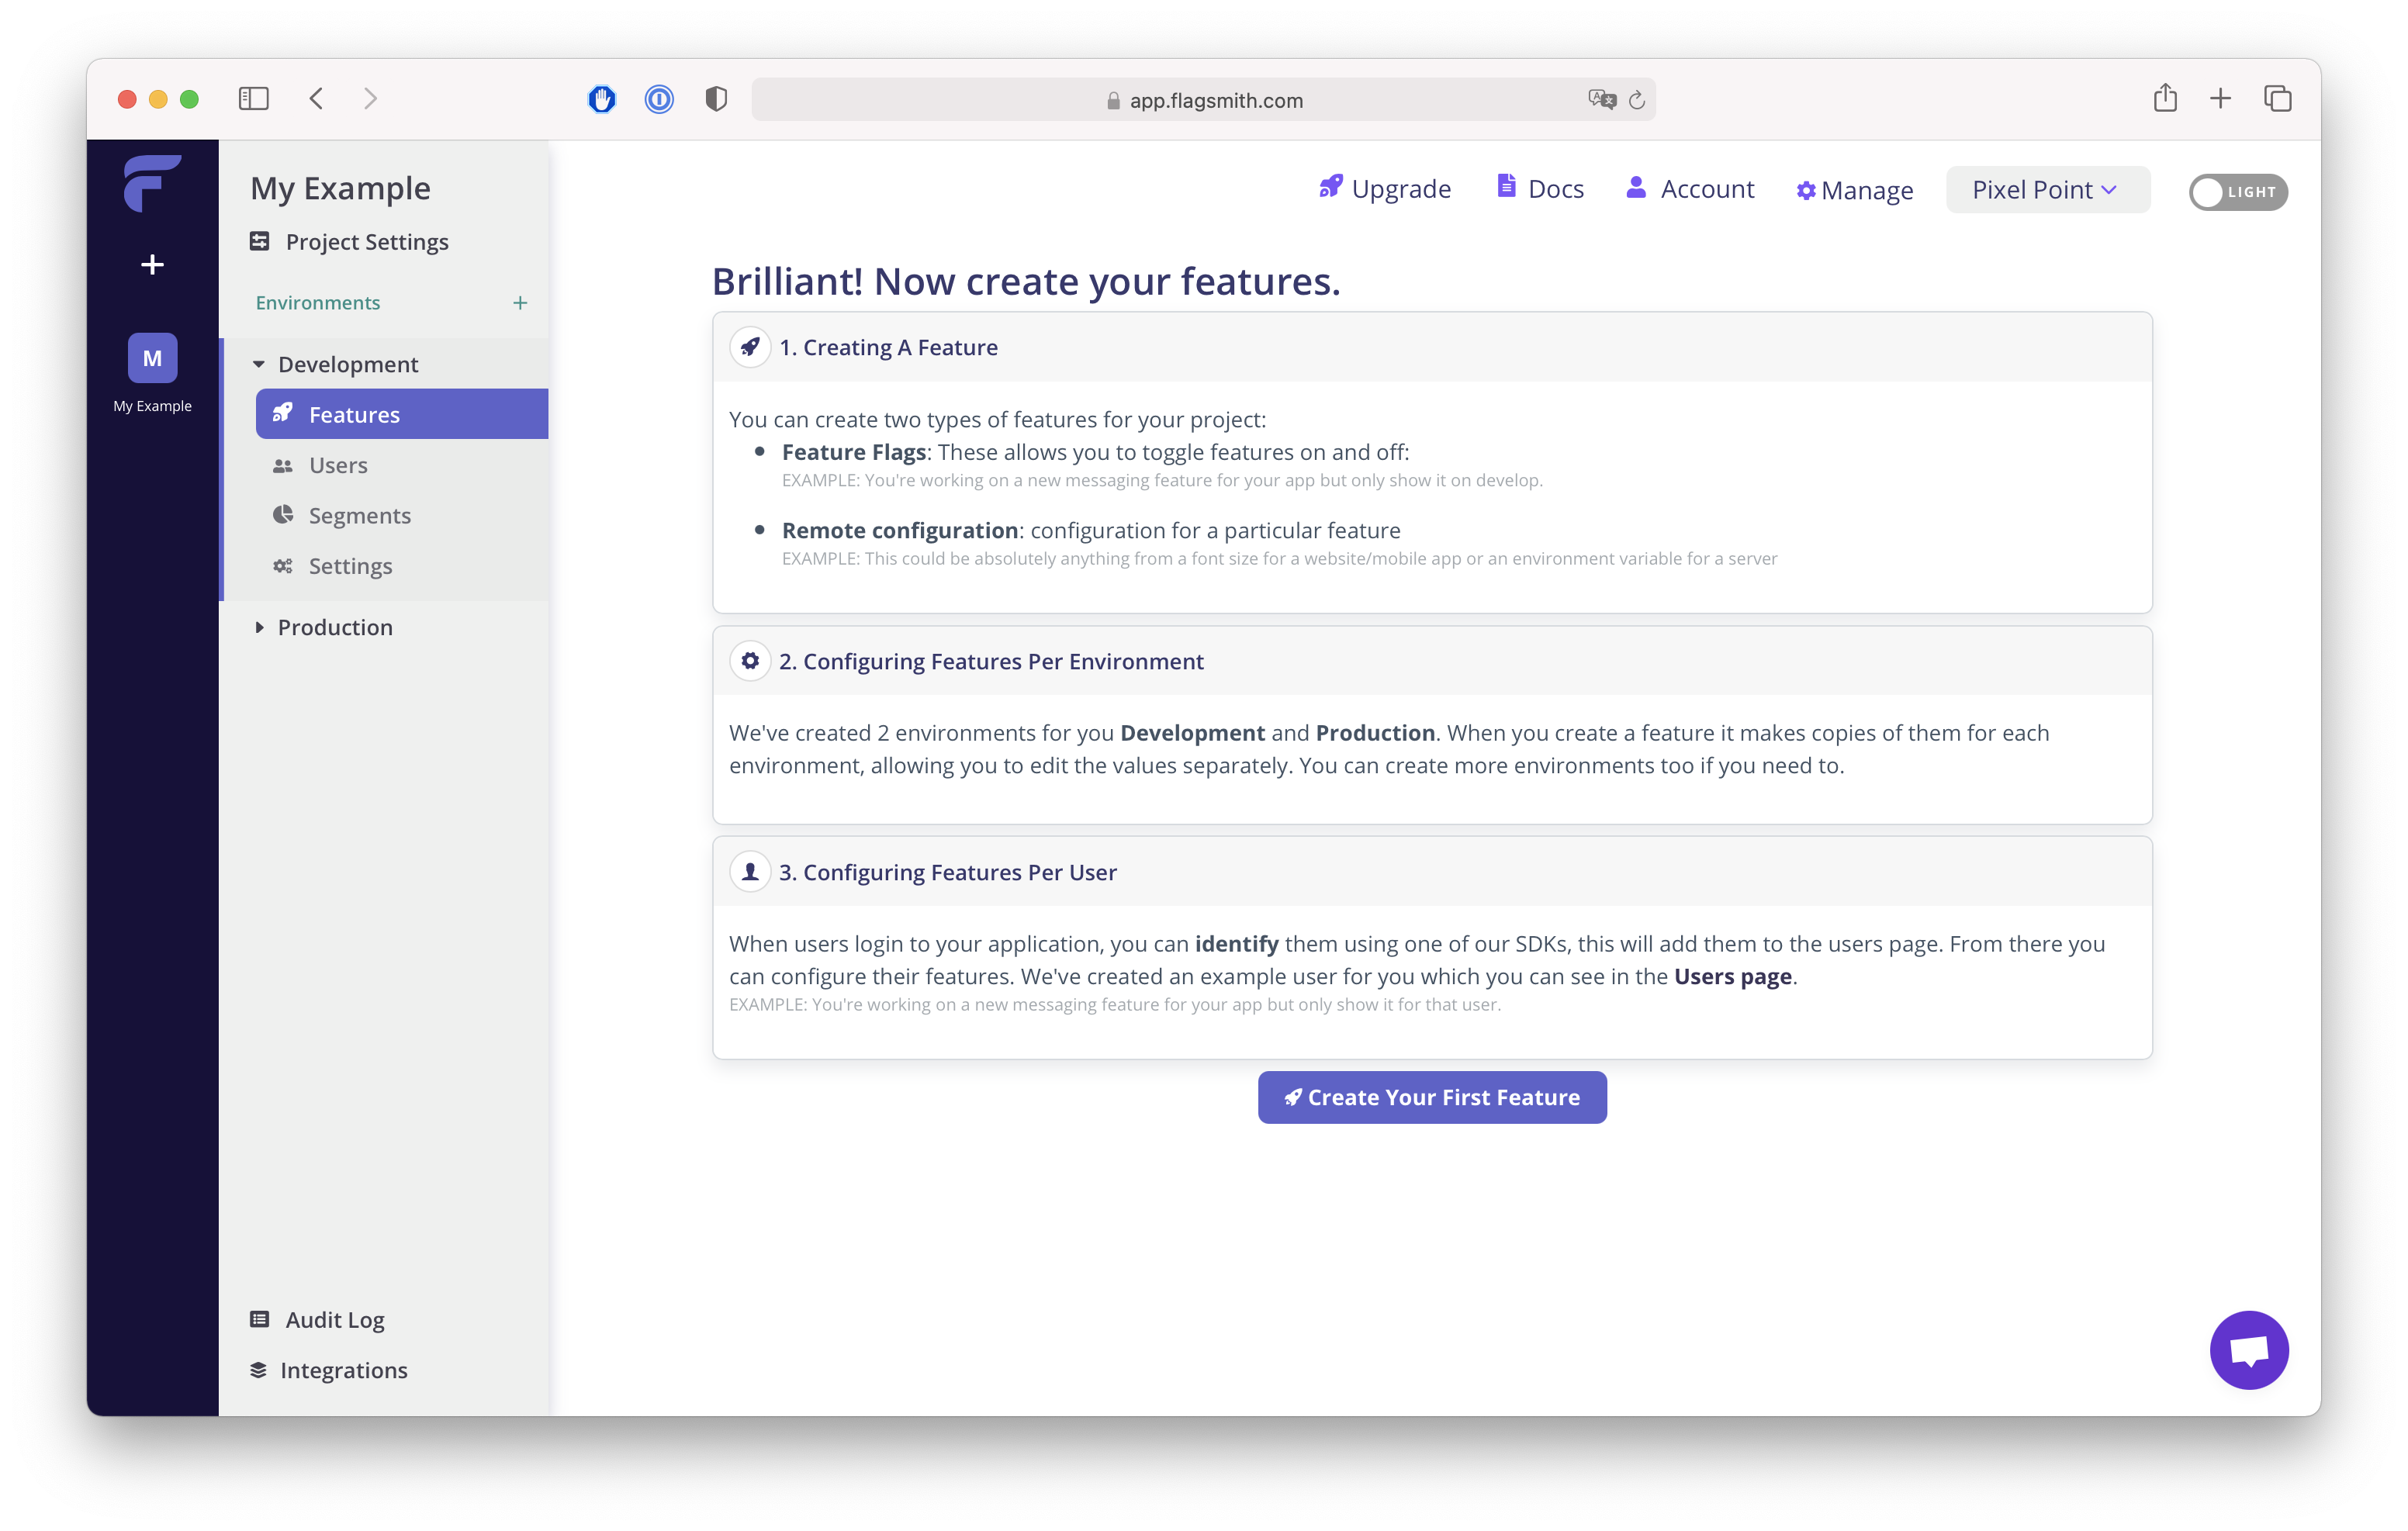 app.flagsmith.com
My Example
Project Settings
Environments
Development
Features
Users
Segments
Settings
Production
Audit Log
Integrations
M
My Example
Upgrade
Docs
Account
Manage
Pixel Point
LIGHT
Brilliant! Now create your features.
1. Creating A Feature
You can create two types of features for your project:
Feature Flags: These allows you to toggle features on and off:
EXAMPLE: You're working on a new messaging feature for your app but only show it on develop.
Remote configuration: configuration for a particular feature
EXAMPLE: This could be absolutely anything from a font size for a website/mobile app or an environment variable for a server
2. Configuring Features Per Environment
We've created 2 environments for you Development and Production. When you create a feature it makes copies of them for each
environment, allowing you to edit the values separately. You can create more environments too if you need to.
3. Configuring Features Per User
When users login to your application, you can identify them using one of our SDKs, this will add them to the users page. From there you
can configure their features. We've created an example user for you which you can see in the Users page.
EXAMPLE: You're working on a new messaging feature for your app but only show it for that user.
Create Your First Feature